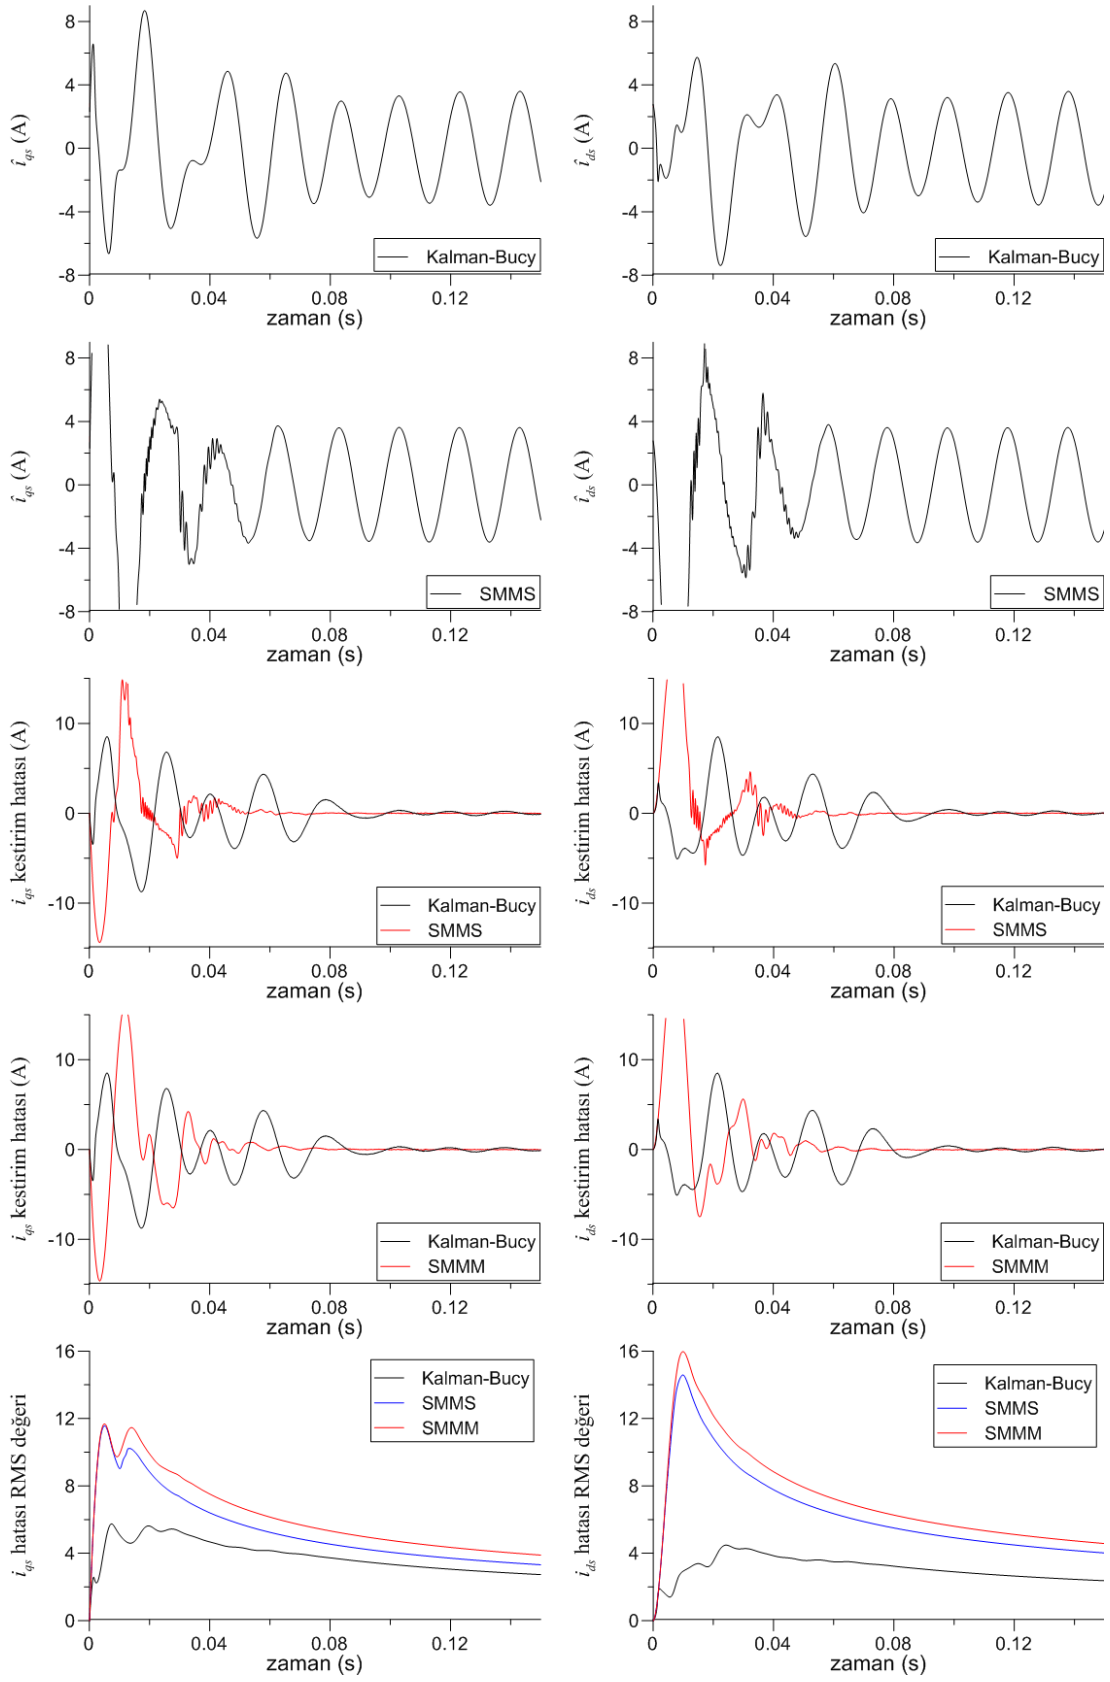 8
4
0
-4
-8
î_qs (A)
Kalman-Bucy
0
0.04
0.08
0.12
zaman (s)
8
4
0
-4
-8
î_ds (A)
Kalman-Bucy
0
0.04
0.08
0.12
zaman (s)
8
4
0
-4
-8
î_qs (A)
SMMS
0
0.04
0.08
0.12
zaman (s)
8
4
0
-4
-8
î_ds (A)
SMMS
0
0.04
0.08
0.12
zaman (s)
10
0
-10
i_qs kestirim hatası (A)
Kalman-Bucy
SMMS
0
0.04
0.08
0.12
zaman (s)
10
0
-10
i_ds kestirim hatası (A)
Kalman-Bucy
SMMS
0
0.04
0.08
0.12
zaman (s)
10
0
-10
i_qs kestirim hatası (A)
Kalman-Bucy
SMMM
0
0.04
0.08
0.12
zaman (s)
10
0
-10
i_ds kestirim hatası (A)
Kalman-Bucy
SMMM
0
0.04
0.08
0.12
zaman (s)
16
12
8
4
0
i_qs hatası RMS değeri
Kalman-Bucy
SMMS
SMMM
0
0.04
0.08
0.12
zaman (s)
16
12
8
4
0
i_ds hatası RMS değeri
Kalman-Bucy
SMMS
SMMM
0
0.04
0.08
0.12
zaman (s)